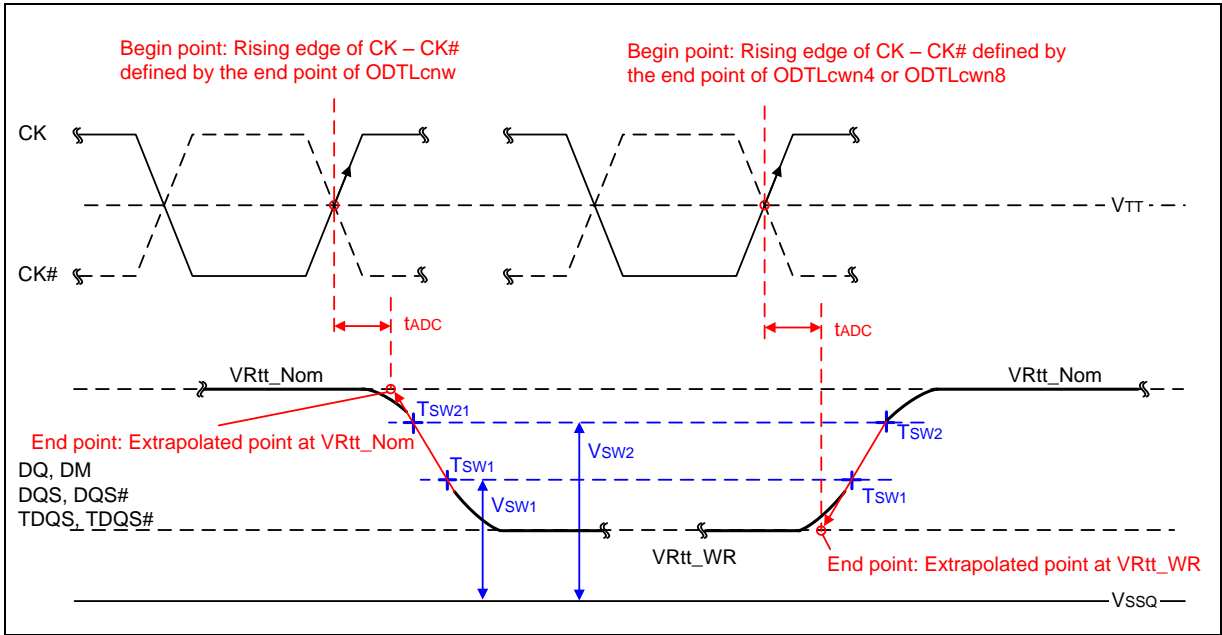 Begin point: Rising edge of CK – CK#
defined by the end point of ODTLcnw
Begin point: Rising edge of CK – CK# defined by
the end point of ODTLcwn4 or ODTLcwn8
CK
VTT
CK#
tADC
tADC
VRtt_Nom
VRtt_Nom
TSW21
End point: Extrapolated point at VRtt_Nom
VSW2
TSW2
DQ, DM
DQS, DQS#
TDQS, TDQS#
TSW1
VSW1
TSW1
VRtt_WR
End point: Extrapolated point at VRtt_WR
VSSQ